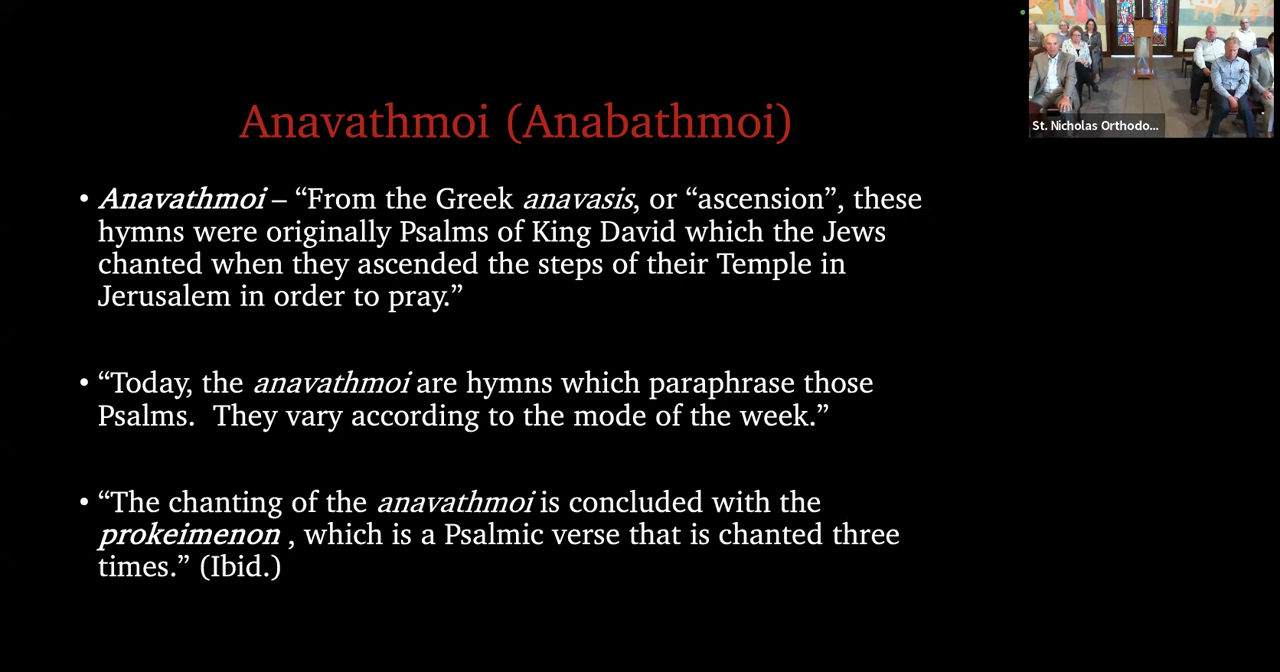 Anavathmoi (Anabathmoi)
• Anavathmoi – “From the Greek anavasis, or “ascension”, these
hymns were originally Psalms of King David which the Jews
chanted when they ascended the steps of their Temple in
Jerusalem in order to pray.”
• “Today, the anavathmoi are hymns which paraphrase those
Psalms.  They vary according to the mode of the week.”
• “The chanting of the anavathmoi is concluded with the
prokeimenon , which is a Psalmic verse that is chanted three
times.” (Ibid.)
St. Nicholas Orthodo...